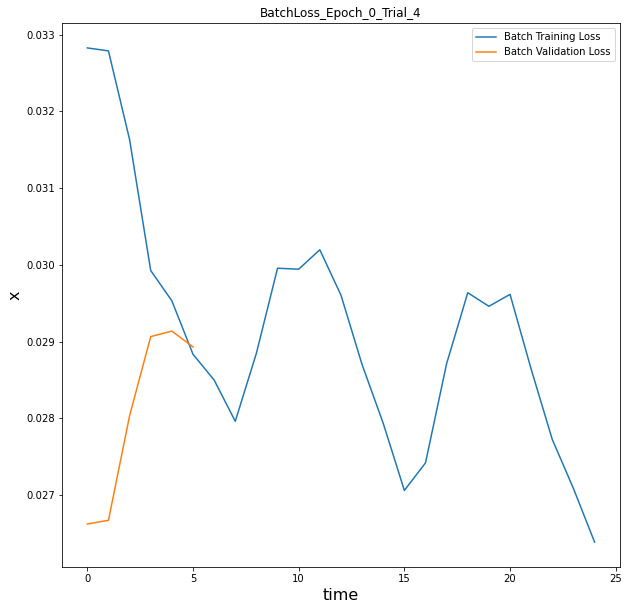 BatchLoss_Epoch_0_Trial_4
Batch Training Loss
Batch Validation Loss
0.033
0.032
0.031
0.030
0.029
0.028
0.027
x
0 5 10 15 20 25
time